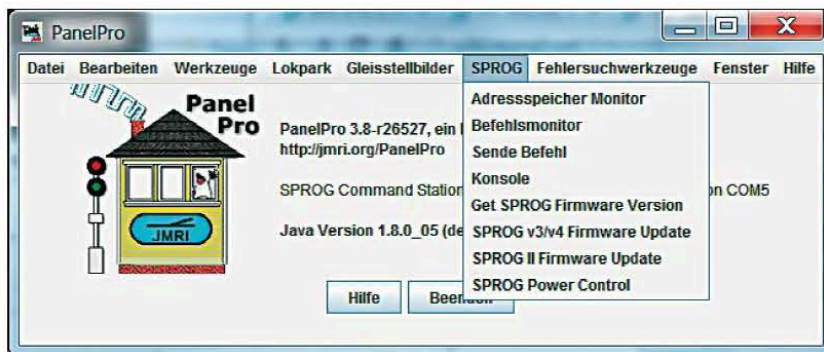 PanelPro
Datei Bearbeiten Werkzeuge Lokpark Gleisstellbilder SPROG Fehlersuchwerkzeuge Fenster Hilfe
Panel
Pro
JMRI
PanelPro 3.8-r26527, ein
http://jmri.org/PanelPro
SPROG Command Station
on COM5
Java Version 1.8.0_05 (de
Adressspeicher Monitor
Befehlsmonitor
Sende Befehl
Konsole
Get SPROG Firmware Version
SPROG v3/v4 Firmware Update
SPROG II Firmware Update
SPROG Power Control
Hilfe